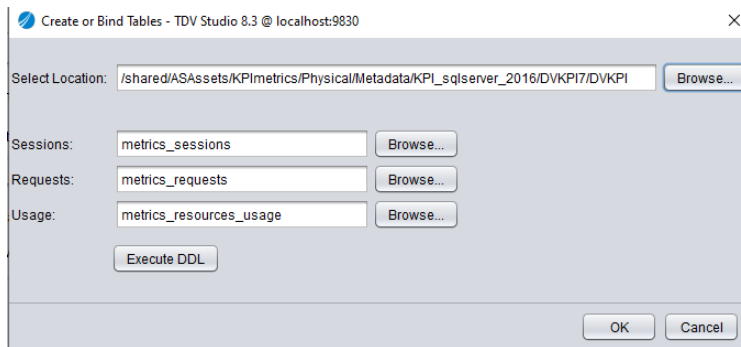 Create or Bind Tables - TDV Studio 8.3 @ localhost:9830
Select Location: /shared/ASAssets/KPImetrics/Physical/Metadata/KPI_sqlserver_2016/DVKPI7/DVKPI Browse...
Sessions: metrics_sessions Browse...
Requests: metrics_requests Browse...
Usage: metrics_resources_usage Browse...
Execute DDL
OK Cancel